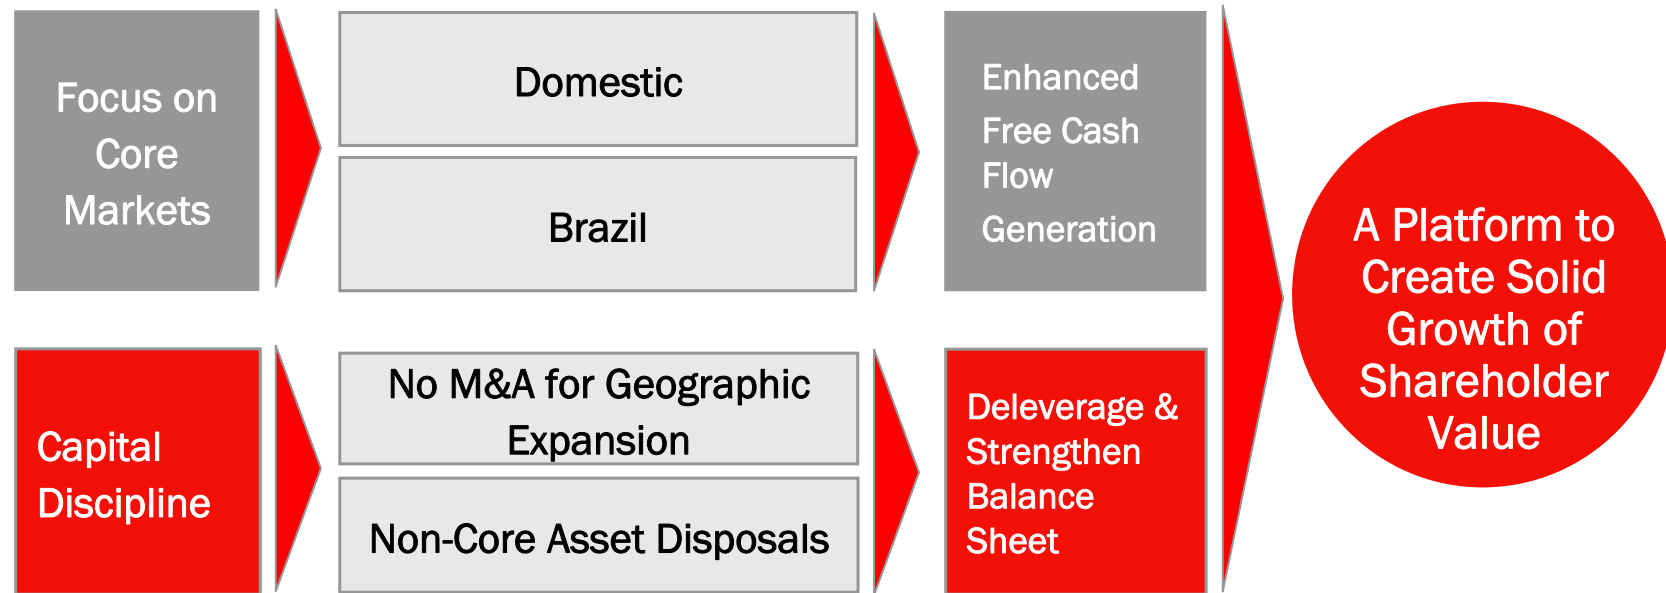 Focus on
Core
Markets
Domestic
Brazil
Enhanced
Free Cash
Flow
Generation
Capital
Discipline
No M&A for Geographic
Expansion
Non-Core Asset Disposals
Deleverage &
Strengthen
Balance
Sheet
A Platform to
Create Solid
Growth of
Shareholder
Value